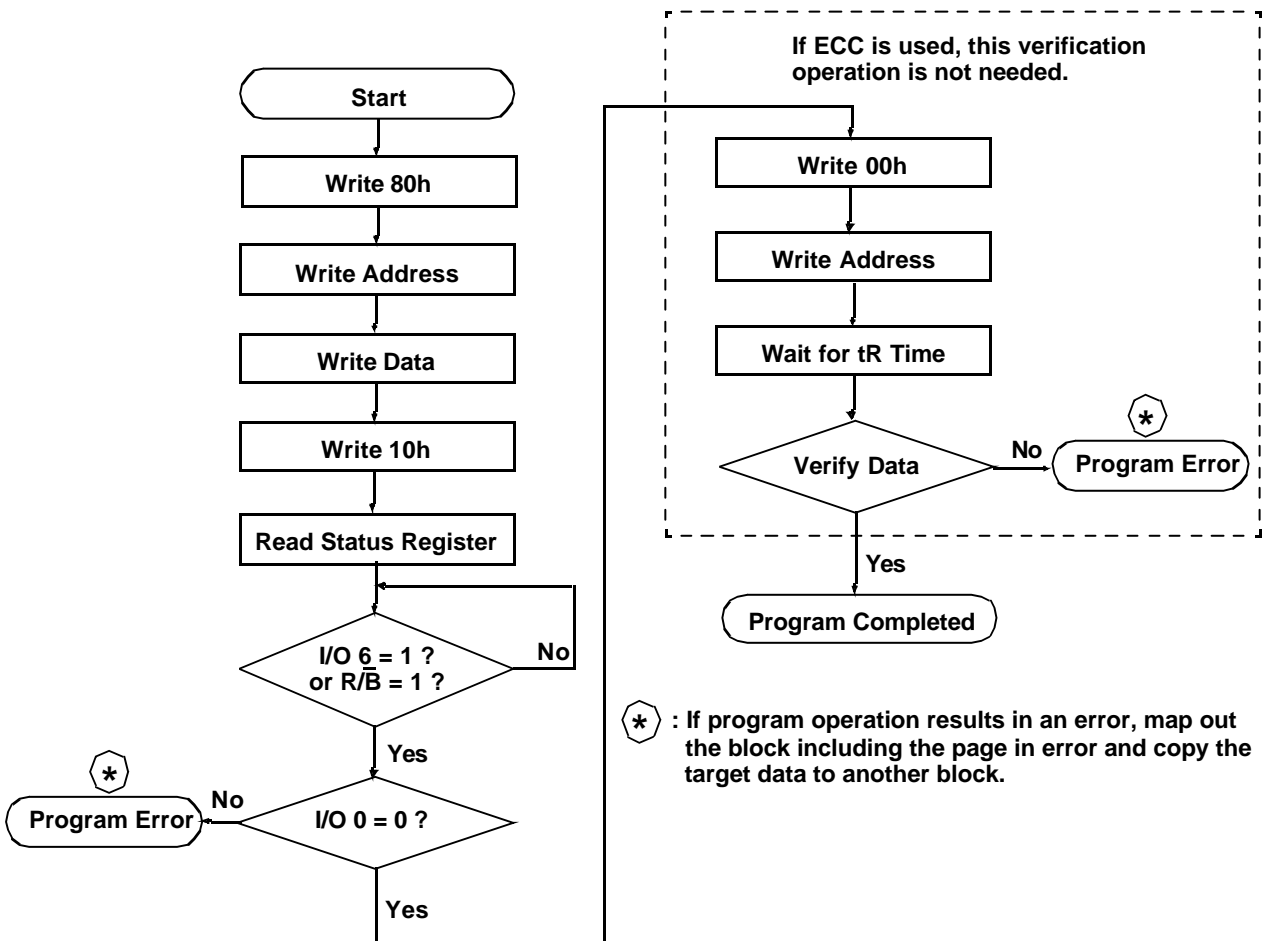 Start
Write 80h
Write Address
Write Data
Write 10h
Read Status Register
I/O 6 = 1 ?
or R/B̅ = 1 ?
No
Yes
*
No
Program Error
I/O 0 = 0 ?
Yes
If ECC is used, this verification
operation is not needed.
Write 00h
Write Address
Wait for tR Time
*
Verify Data
No
Program Error
Yes
Program Completed
* : If program operation results in an error, map out
the block including the page in error and copy the
target data to another block.